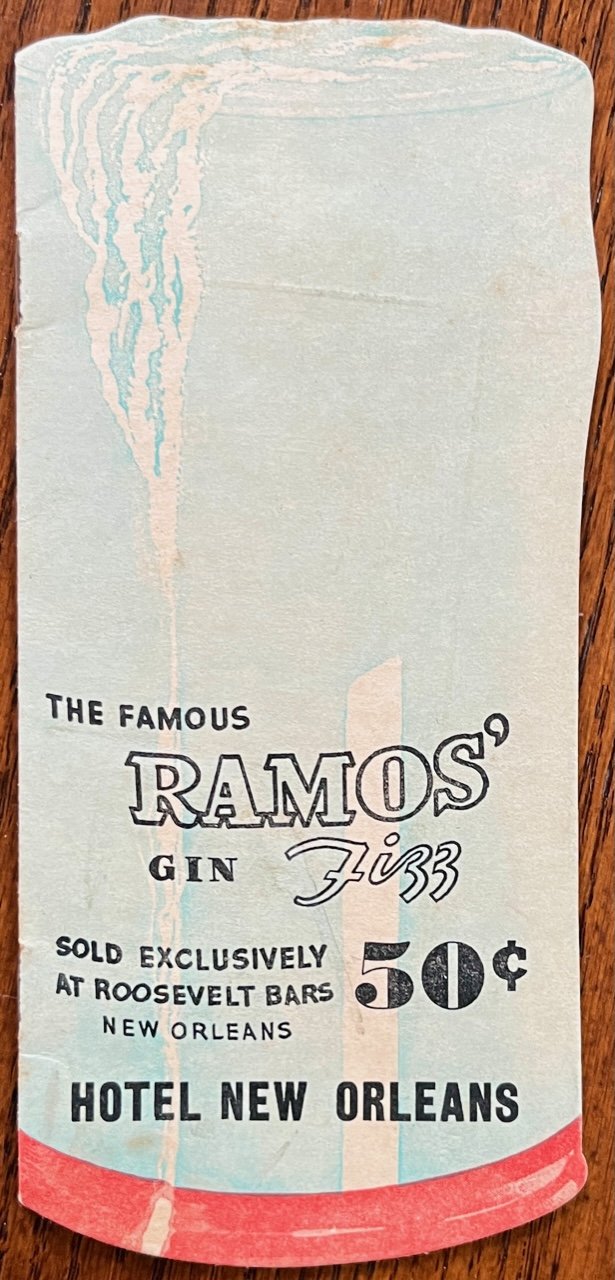 THE FAMOUS
RAMOS’
GIN Fizz
SOLD EXCLUSIVELY
AT ROOSEVELT BARS
NEW ORLEANS
50¢
HOTEL NEW ORLEANS